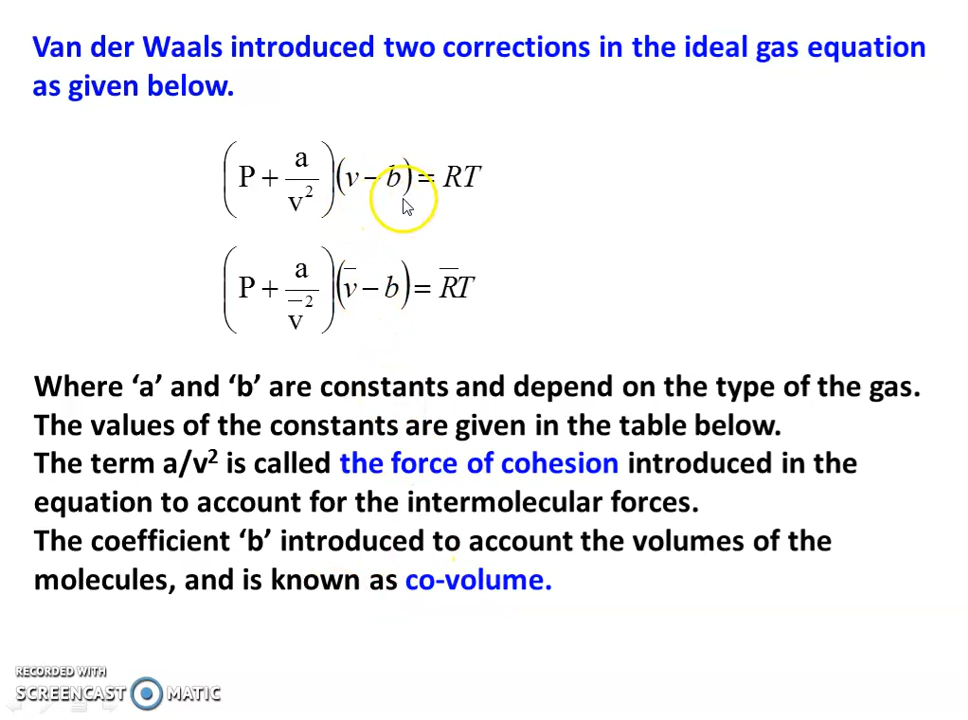 Van der Waals introduced two corrections in the ideal gas equation
as given below.
(P + a/v²)(v − b) = RT
(P + a/v̅²)(v̅ − b) = R̅T
Where ‘a’ and ‘b’ are constants and depend on the type of the gas.
The values of the constants are given in the table below.
The term a/v² is called the force of cohesion introduced in the
equation to account for the intermolecular forces.
The coefficient ‘b’ introduced to account the volumes of the
molecules, and is known as co-volume.
RECORDED WITH
SCREENCAST MATIC